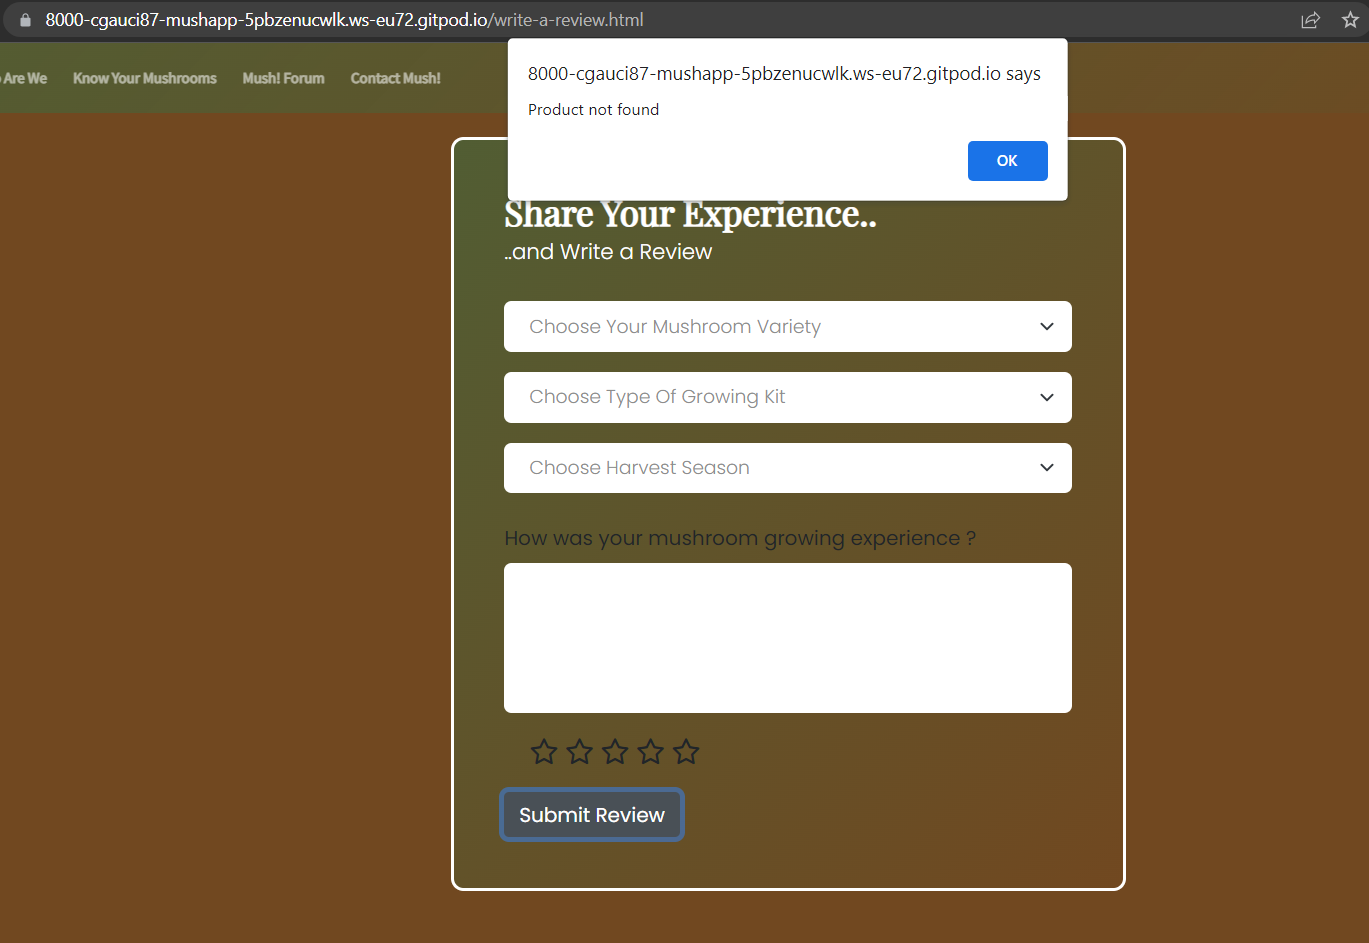 8000-cgauci87-mushapp-5pbzenucwlk.ws-eu72.gitpod.io/write-a-review.html
Are We Know Your Mushrooms Mush! Forum Contact Mush!
8000-cgauci87-mushapp-5pbzenucwlk.ws-eu72.gitpod.io says
Product not found
OK
Share Your Experience..
..and Write a Review
Choose Your Mushroom Variety
Choose Type Of Growing Kit
Choose Harvest Season
How was your mushroom growing experience ?
Submit Review